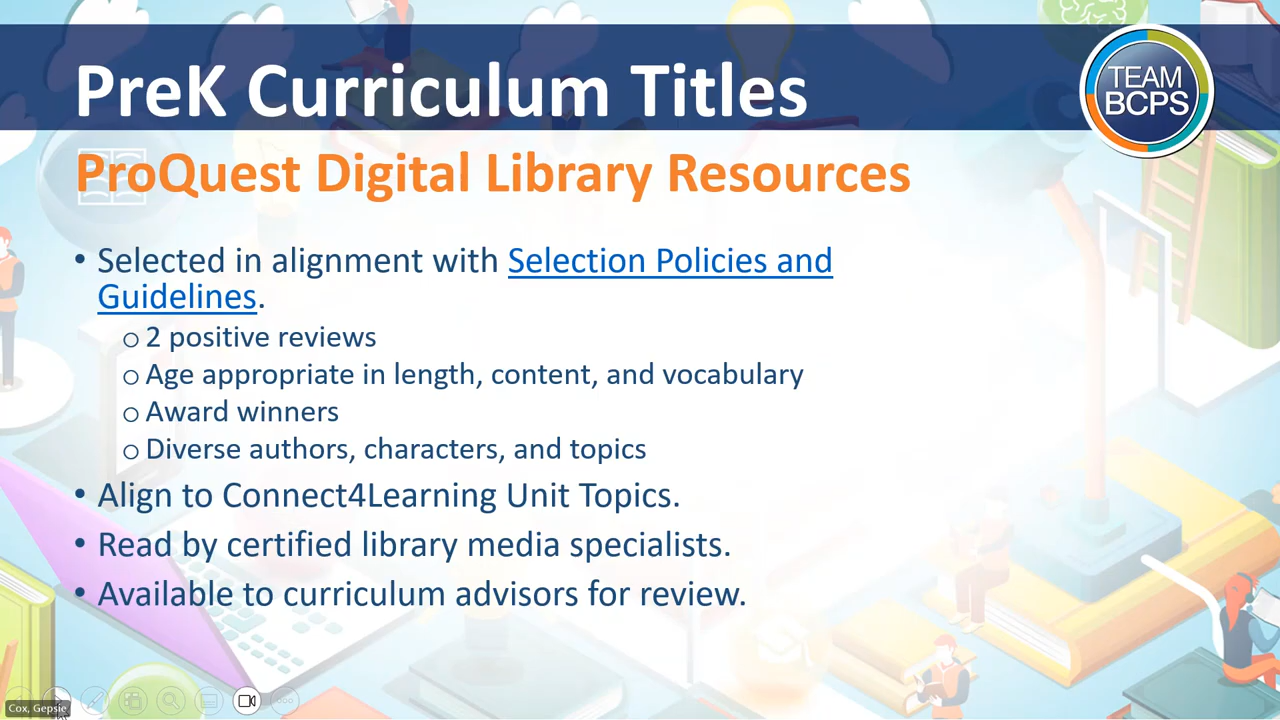 PreK Curriculum Titles
TEAM
BCPS
ProQuest Digital Library Resources
• Selected in alignment with Selection Policies and
Guidelines.
o 2 positive reviews
o Age appropriate in length, content, and vocabulary
o Award winners
o Diverse authors, characters, and topics
• Align to Connect4Learning Unit Topics.
• Read by certified library media specialists.
• Available to curriculum advisors for review.
Cox, Gepsie